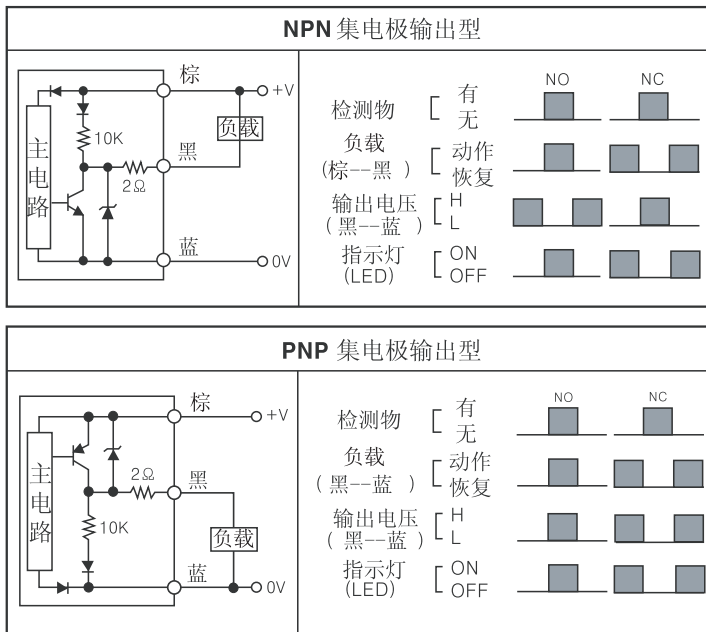 NPN 集电极输出型
棕
+V
负载
10K
黑
2Ω
主电路
蓝
0V
NO
NC
检测物
有
无
负载
(棕--黑 )
动作
恢复
输出电压
( 黑--蓝 )
H
L
指示灯
(LED)
ON
OFF
PNP 集电极输出型
棕
+V
主电路
2Ω
黑
10K
负载
蓝
0V
NO
NC
检测物
有
无
负载
( 黑--蓝 )
动作
恢复
输出电压
( 黑--蓝 )
H
L
指示灯
(LED)
ON
OFF